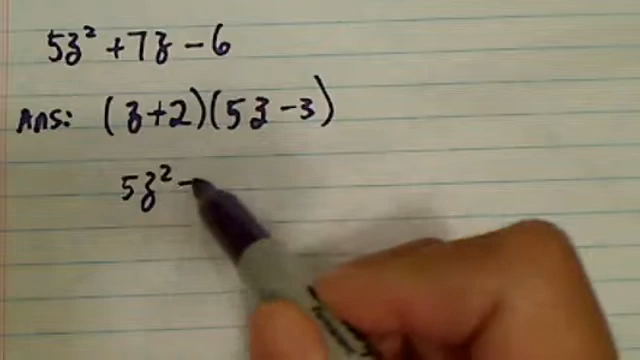 5z² + 7z - 6
Ans: (z+2)(5z-3)
5z² -